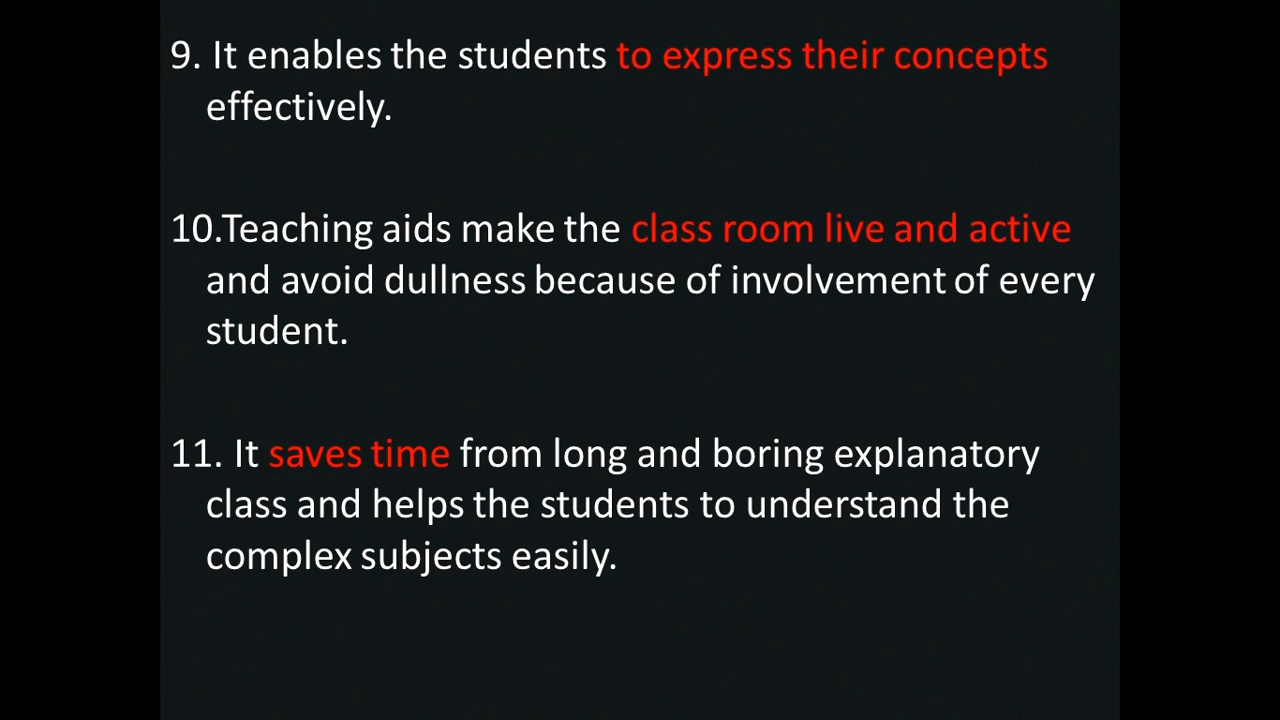 9. It enables the students to express their concepts
effectively.
10.Teaching aids make the class room live and active
and avoid dullness because of involvement of every
student.
11. It saves time from long and boring explanatory
class and helps the students to understand the
complex subjects easily.